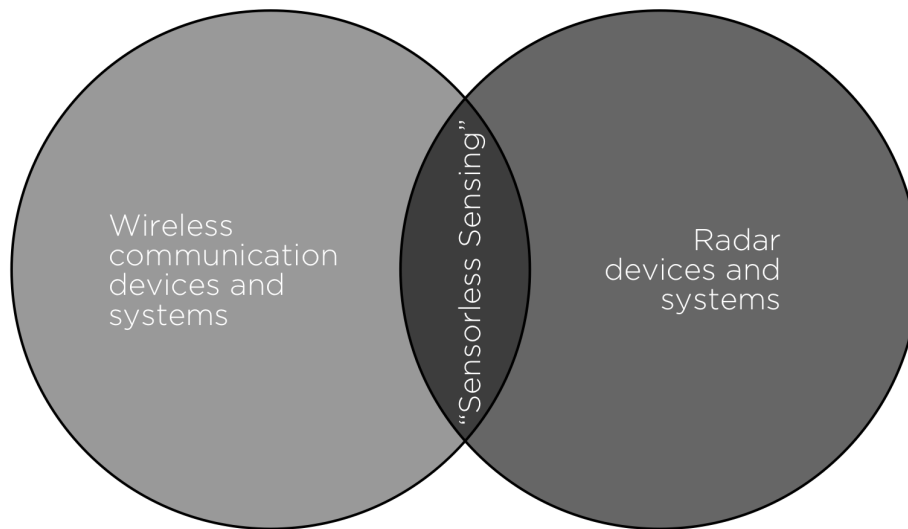 Wireless
communication
devices and
systems
“Sensorless Sensing”
Radar
devices and
systems